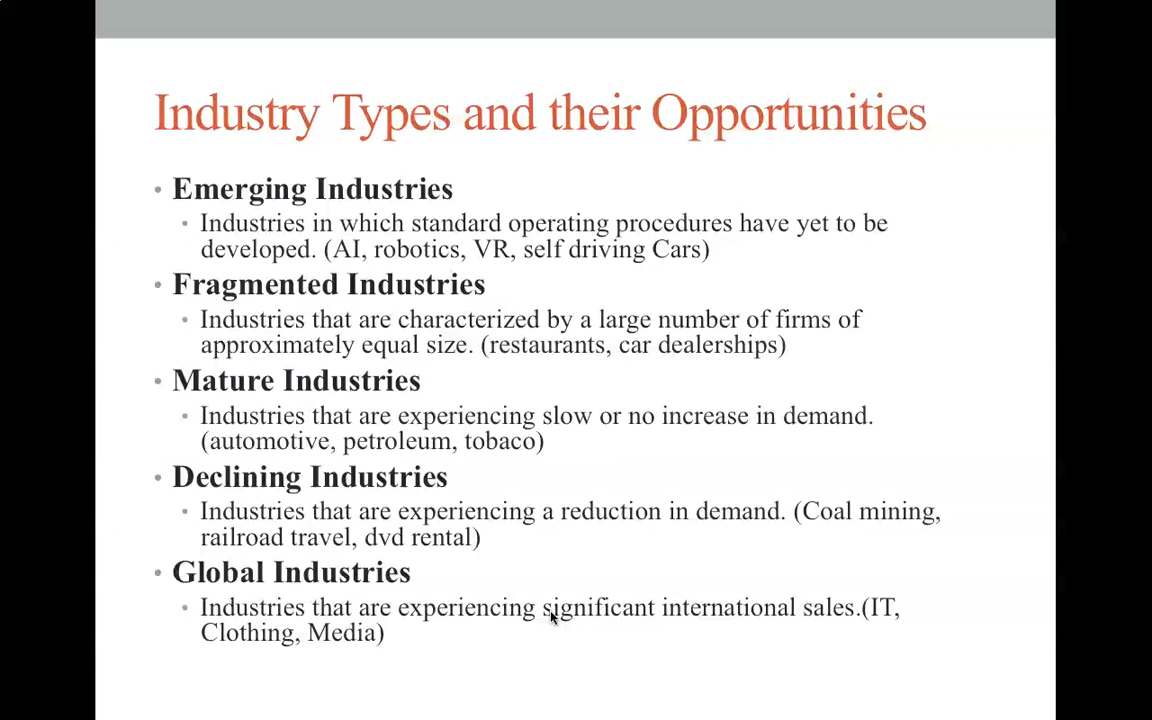 Industry Types and their Opportunities
• Emerging Industries
▪ Industries in which standard operating procedures have yet to be
developed. (AI, robotics, VR, self driving Cars)
• Fragmented Industries
▪ Industries that are characterized by a large number of firms of
approximately equal size. (restaurants, car dealerships)
• Mature Industries
▪ Industries that are experiencing slow or no increase in demand.
(automotive, petroleum, tobaco)
• Declining Industries
▪ Industries that are experiencing a reduction in demand. (Coal mining,
railroad travel, dvd rental)
• Global Industries
▪ Industries that are experiencing significant international sales.(IT,
Clothing, Media)